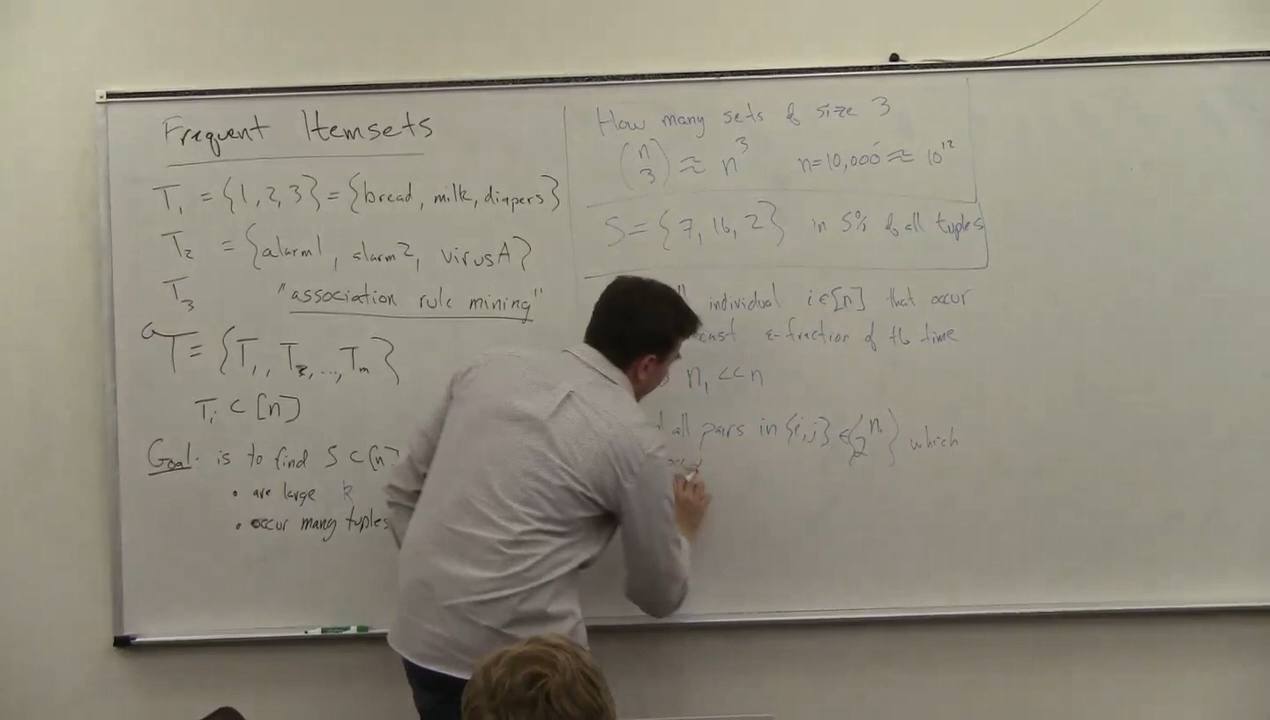 Frequent Itemsets
T₁ = {1, 2, 3} = {bread, milk, diapers}
T₂ = {alarm1, alarm2, virusA}
T₃ "association rule mining"
T = {T₁, T₂, ..., Tₘ}
Tᵢ ⊂ [n]
Goal: is to find S ⊂ [n]
• are large k
• occur many tuples
How many sets of size 3
(n 3) ≈ n³ n=10,000 ≈ 10¹²
S = {7, 16, 2} in 5% of all tuples
individual i∈[n] that occur
ε-fraction of the time
n₁ << n
all pairs in {i,j} ∈ which